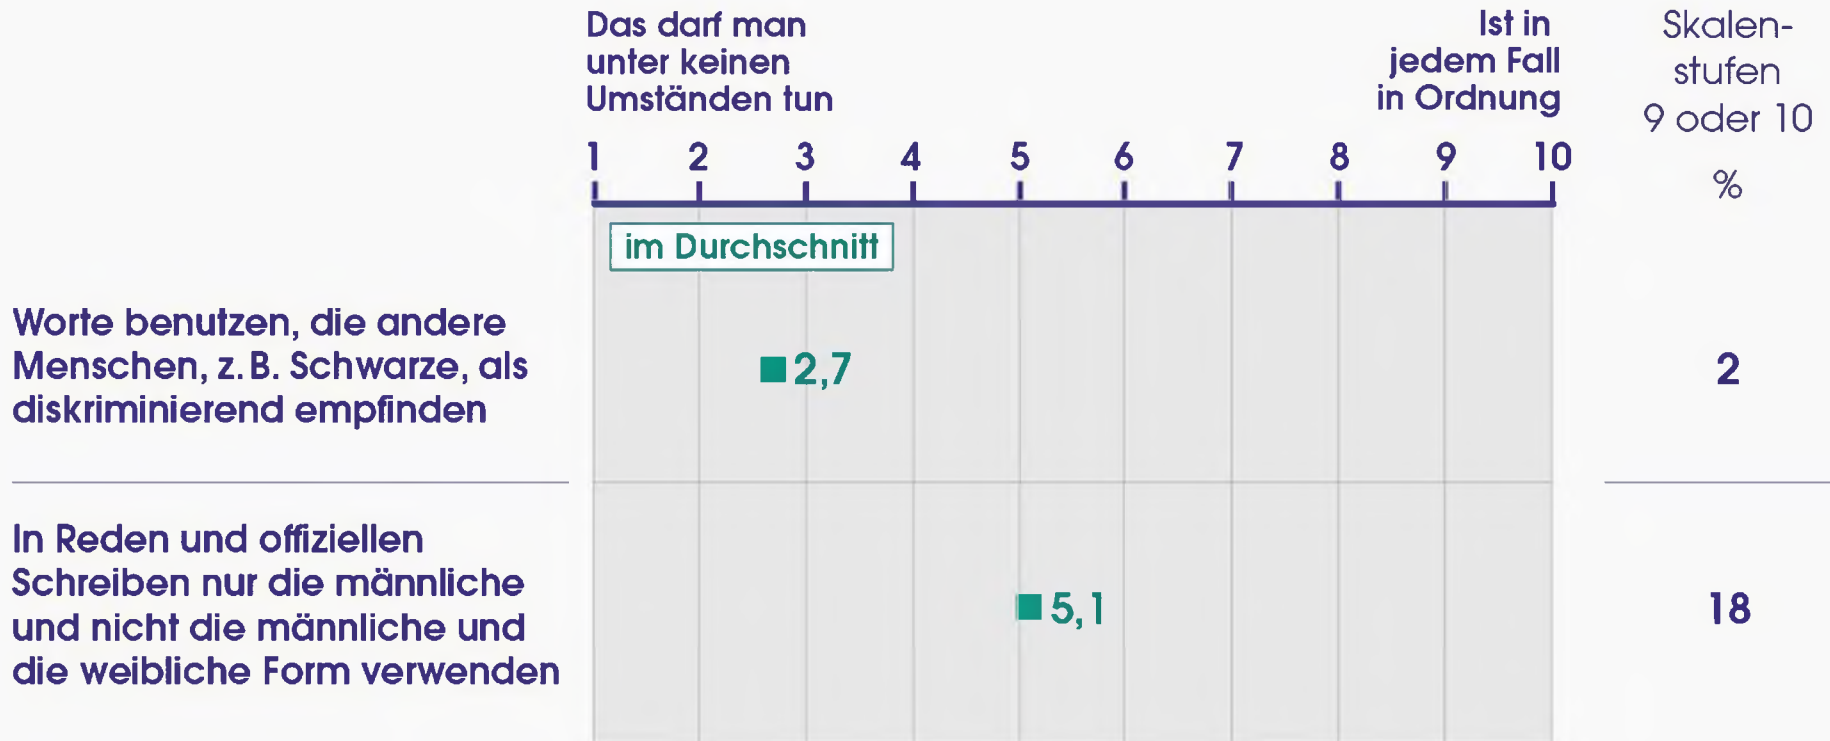 Das darf man
unter keinen
Umständen tun
Ist in
jedem Fall
in Ordnung
Skalen-
stufen
9 oder 10
%
1 2 3 4 5 6 7 8 9 10
im Durchschnitt
Worte benutzen, die andere
Menschen, z. B. Schwarze, als
diskriminierend empfinden
2,7
2
In Reden und offiziellen
Schreiben nur die männliche
und nicht die männliche und
die weibliche Form verwenden
5,1
18